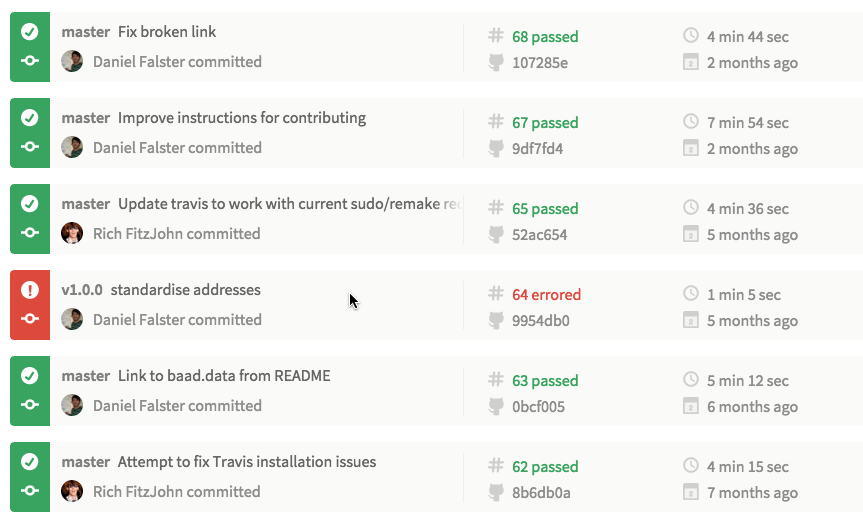 master Fix broken link
68 passed
4 min 44 sec
Daniel Falster committed
107285e
2 months ago
master Improve instructions for contributing
67 passed
7 min 54 sec
Daniel Falster committed
9df7fd4
2 months ago
master Update travis to work with current sudo/remake
65 passed
4 min 36 sec
Rich FitzJohn committed
52ac654
5 months ago
v1.0.0 standardise addresses
64 errored
1 min 5 sec
Daniel Falster committed
9954db0
5 months ago
master Link to baad.data from README
63 passed
5 min 12 sec
Daniel Falster committed
0bcf005
6 months ago
master Attempt to fix Travis installation issues
62 passed
4 min 15 sec
Rich FitzJohn committed
8b6db0a
7 months ago